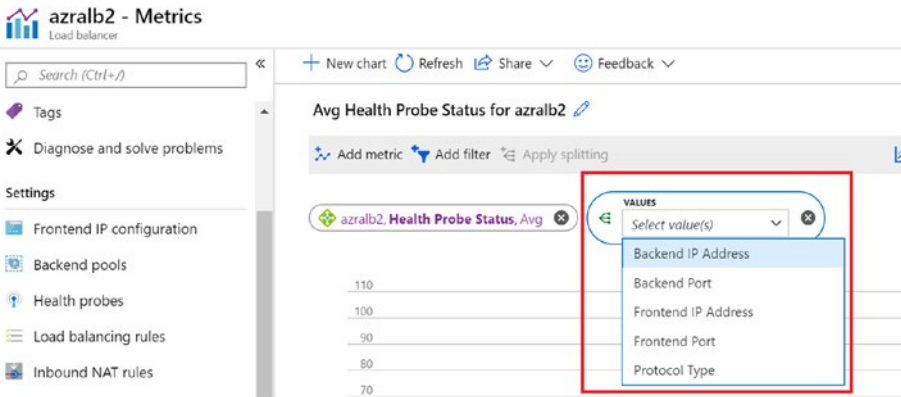 azralb2 - Metrics
Load balancer
Search (Ctrl+/)
«
Tags
Diagnose and solve problems
Settings
Frontend IP configuration
Backend pools
Health probes
Load balancing rules
Inbound NAT rules
New chart Refresh Share Feedback
Avg Health Probe Status for azralb2
Add metric Add filter Apply splitting
azralb2, Health Probe Status, Avg
VALUES
Select value(s)
Backend IP Address
Backend Port
Frontend IP Address
Frontend Port
Protocol Type
110
100
90
80
70